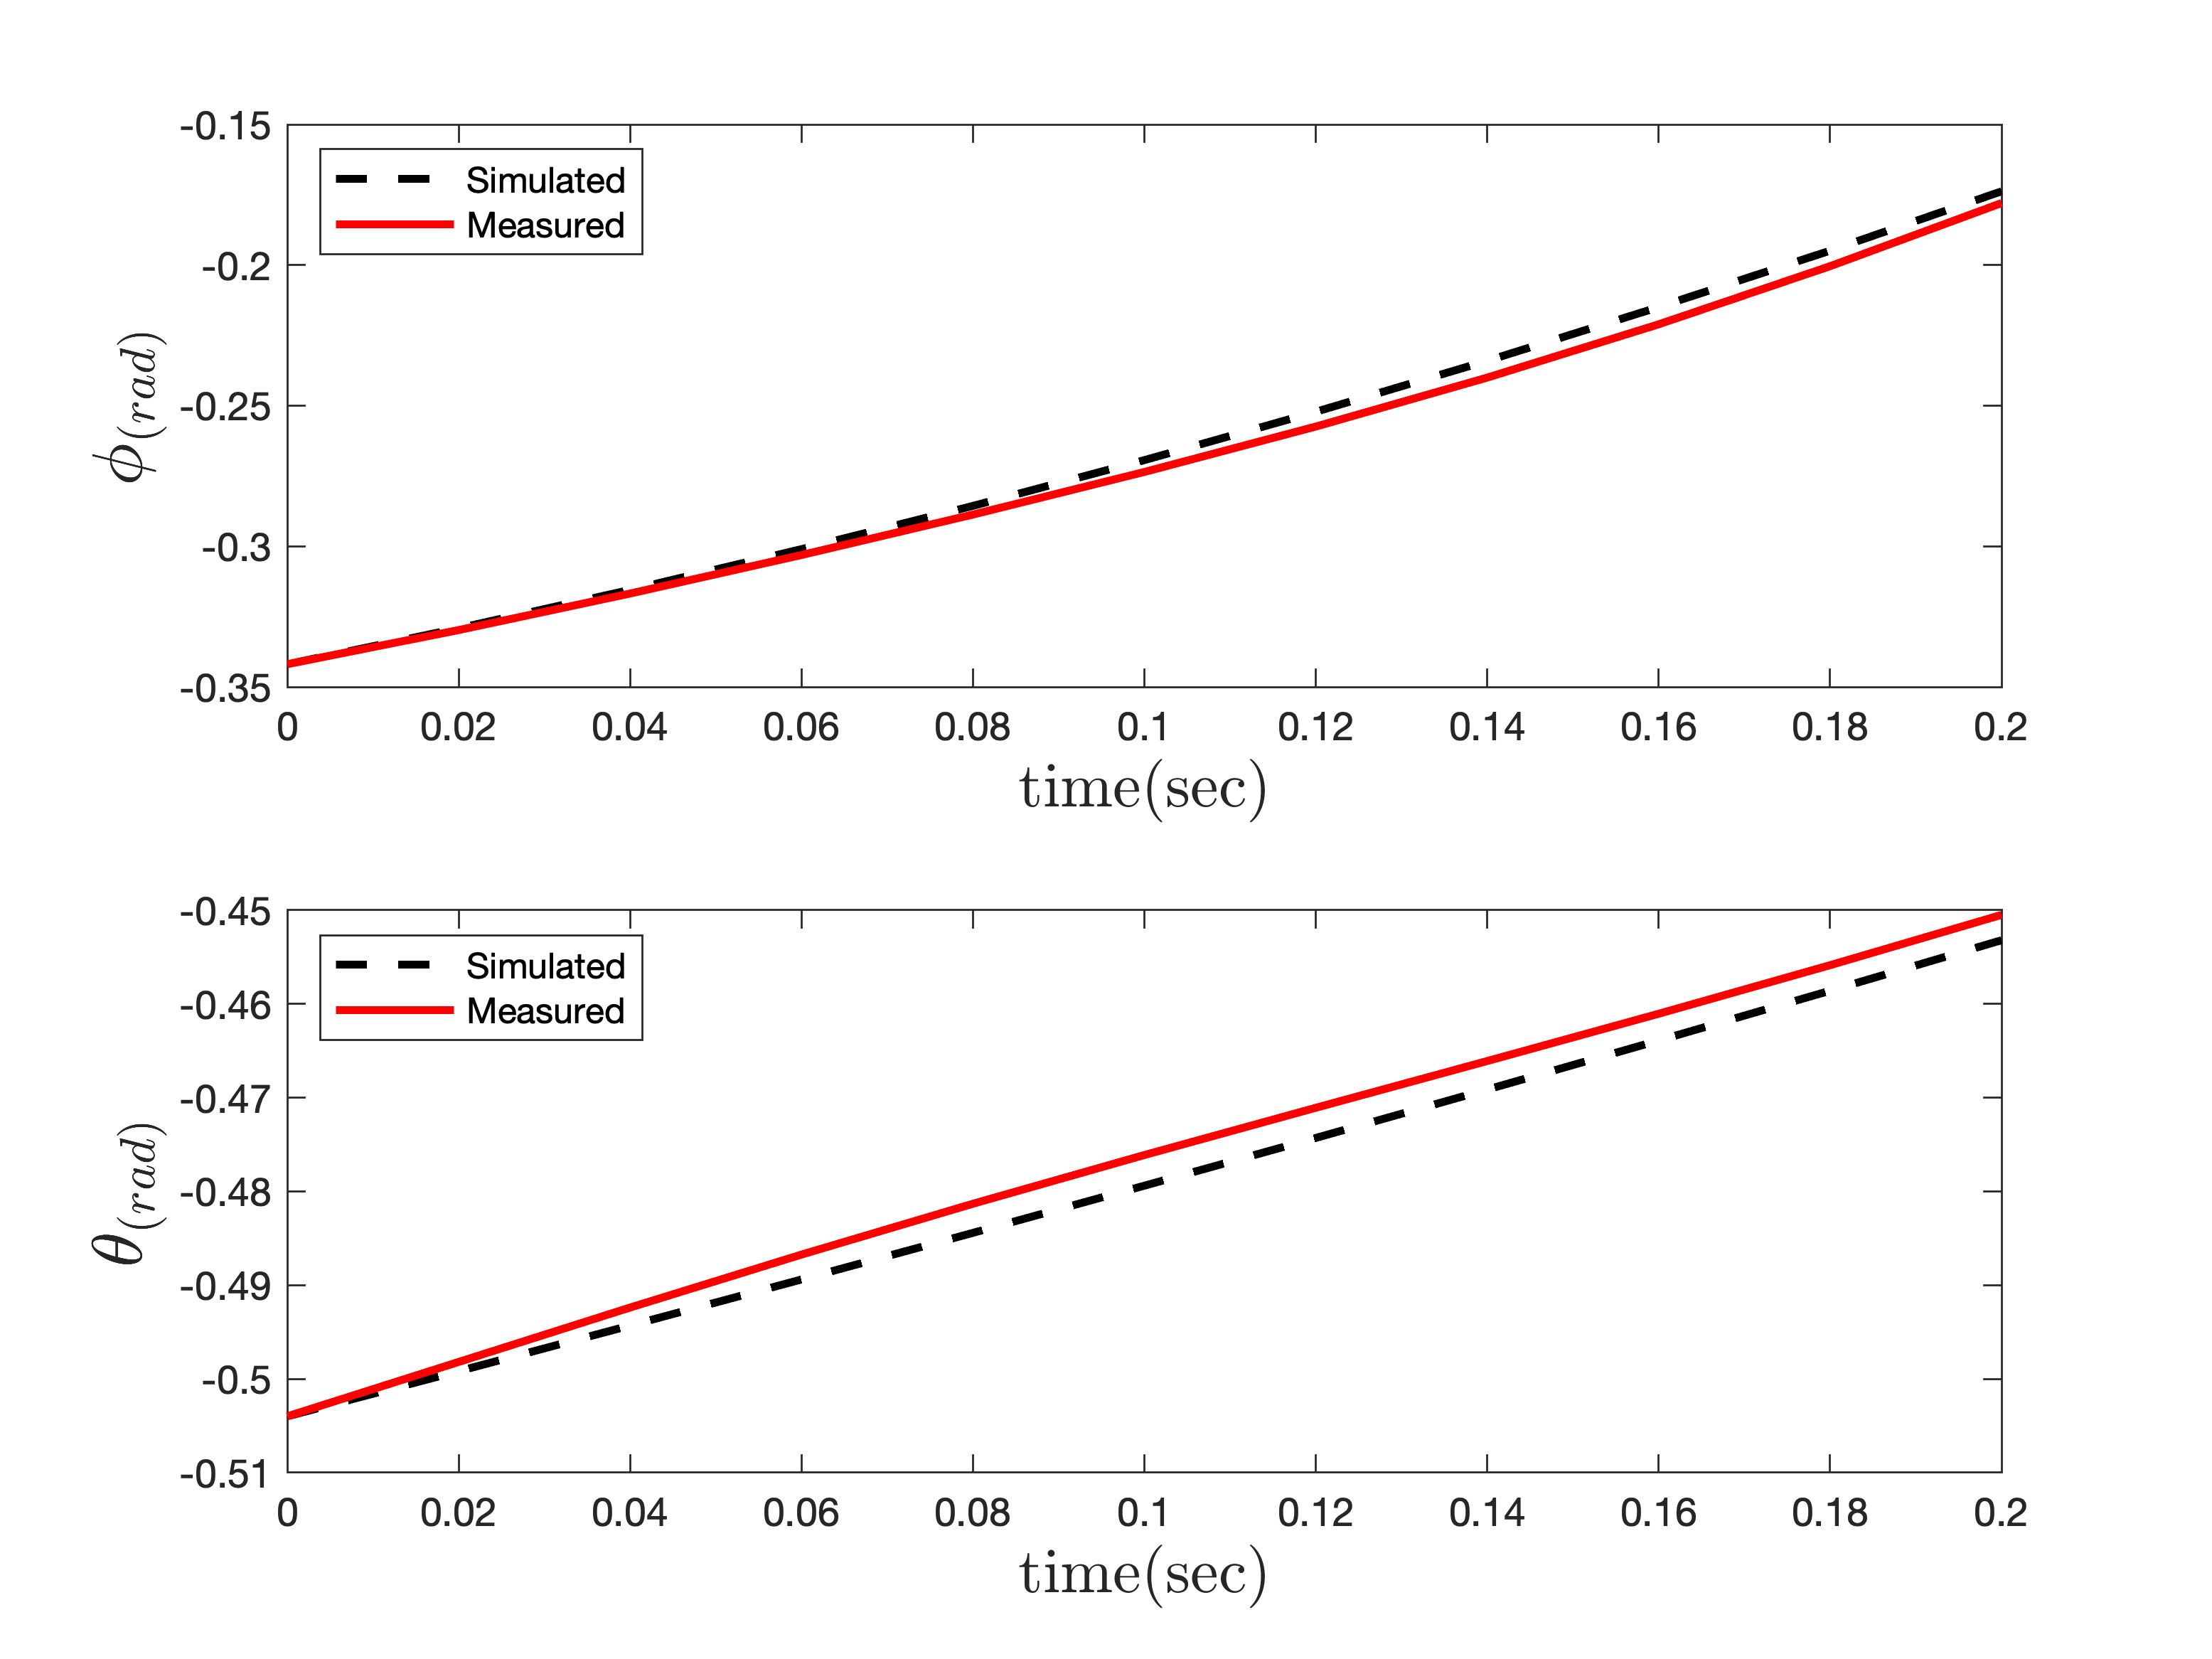 -0.15
Simulated
Measured
-0.2
ϕ(rad)
-0.25
-0.3
-0.35
0 0.02 0.04 0.06 0.08 0.1 0.12 0.14 0.16 0.18 0.2
time(sec)
-0.45
Simulated
-0.46
Measured
-0.47
θ(rad)
-0.48
-0.49
-0.5
-0.51
0 0.02 0.04 0.06 0.08 0.1 0.12 0.14 0.16 0.18 0.2
time(sec)